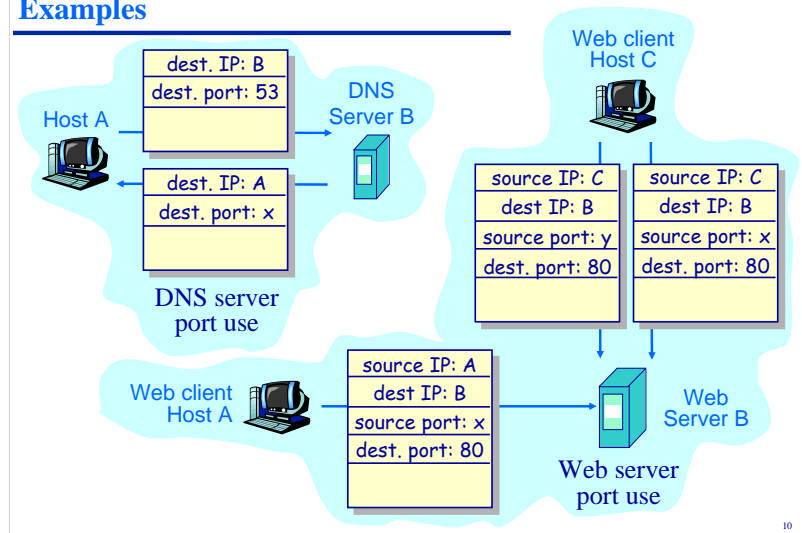 Examples
dest. IP: B
dest. port: 53
Host A
DNS
Server B
dest. IP: A
dest. port: x
DNS server
port use
Web client
Host C
source IP: C
dest IP: B
source port: y
dest. port: 80
source IP: C
dest IP: B
source port: x
dest. port: 80
Web client
Host A
source IP: A
dest IP: B
source port: x
dest. port: 80
Web
Server B
Web server
port use
10